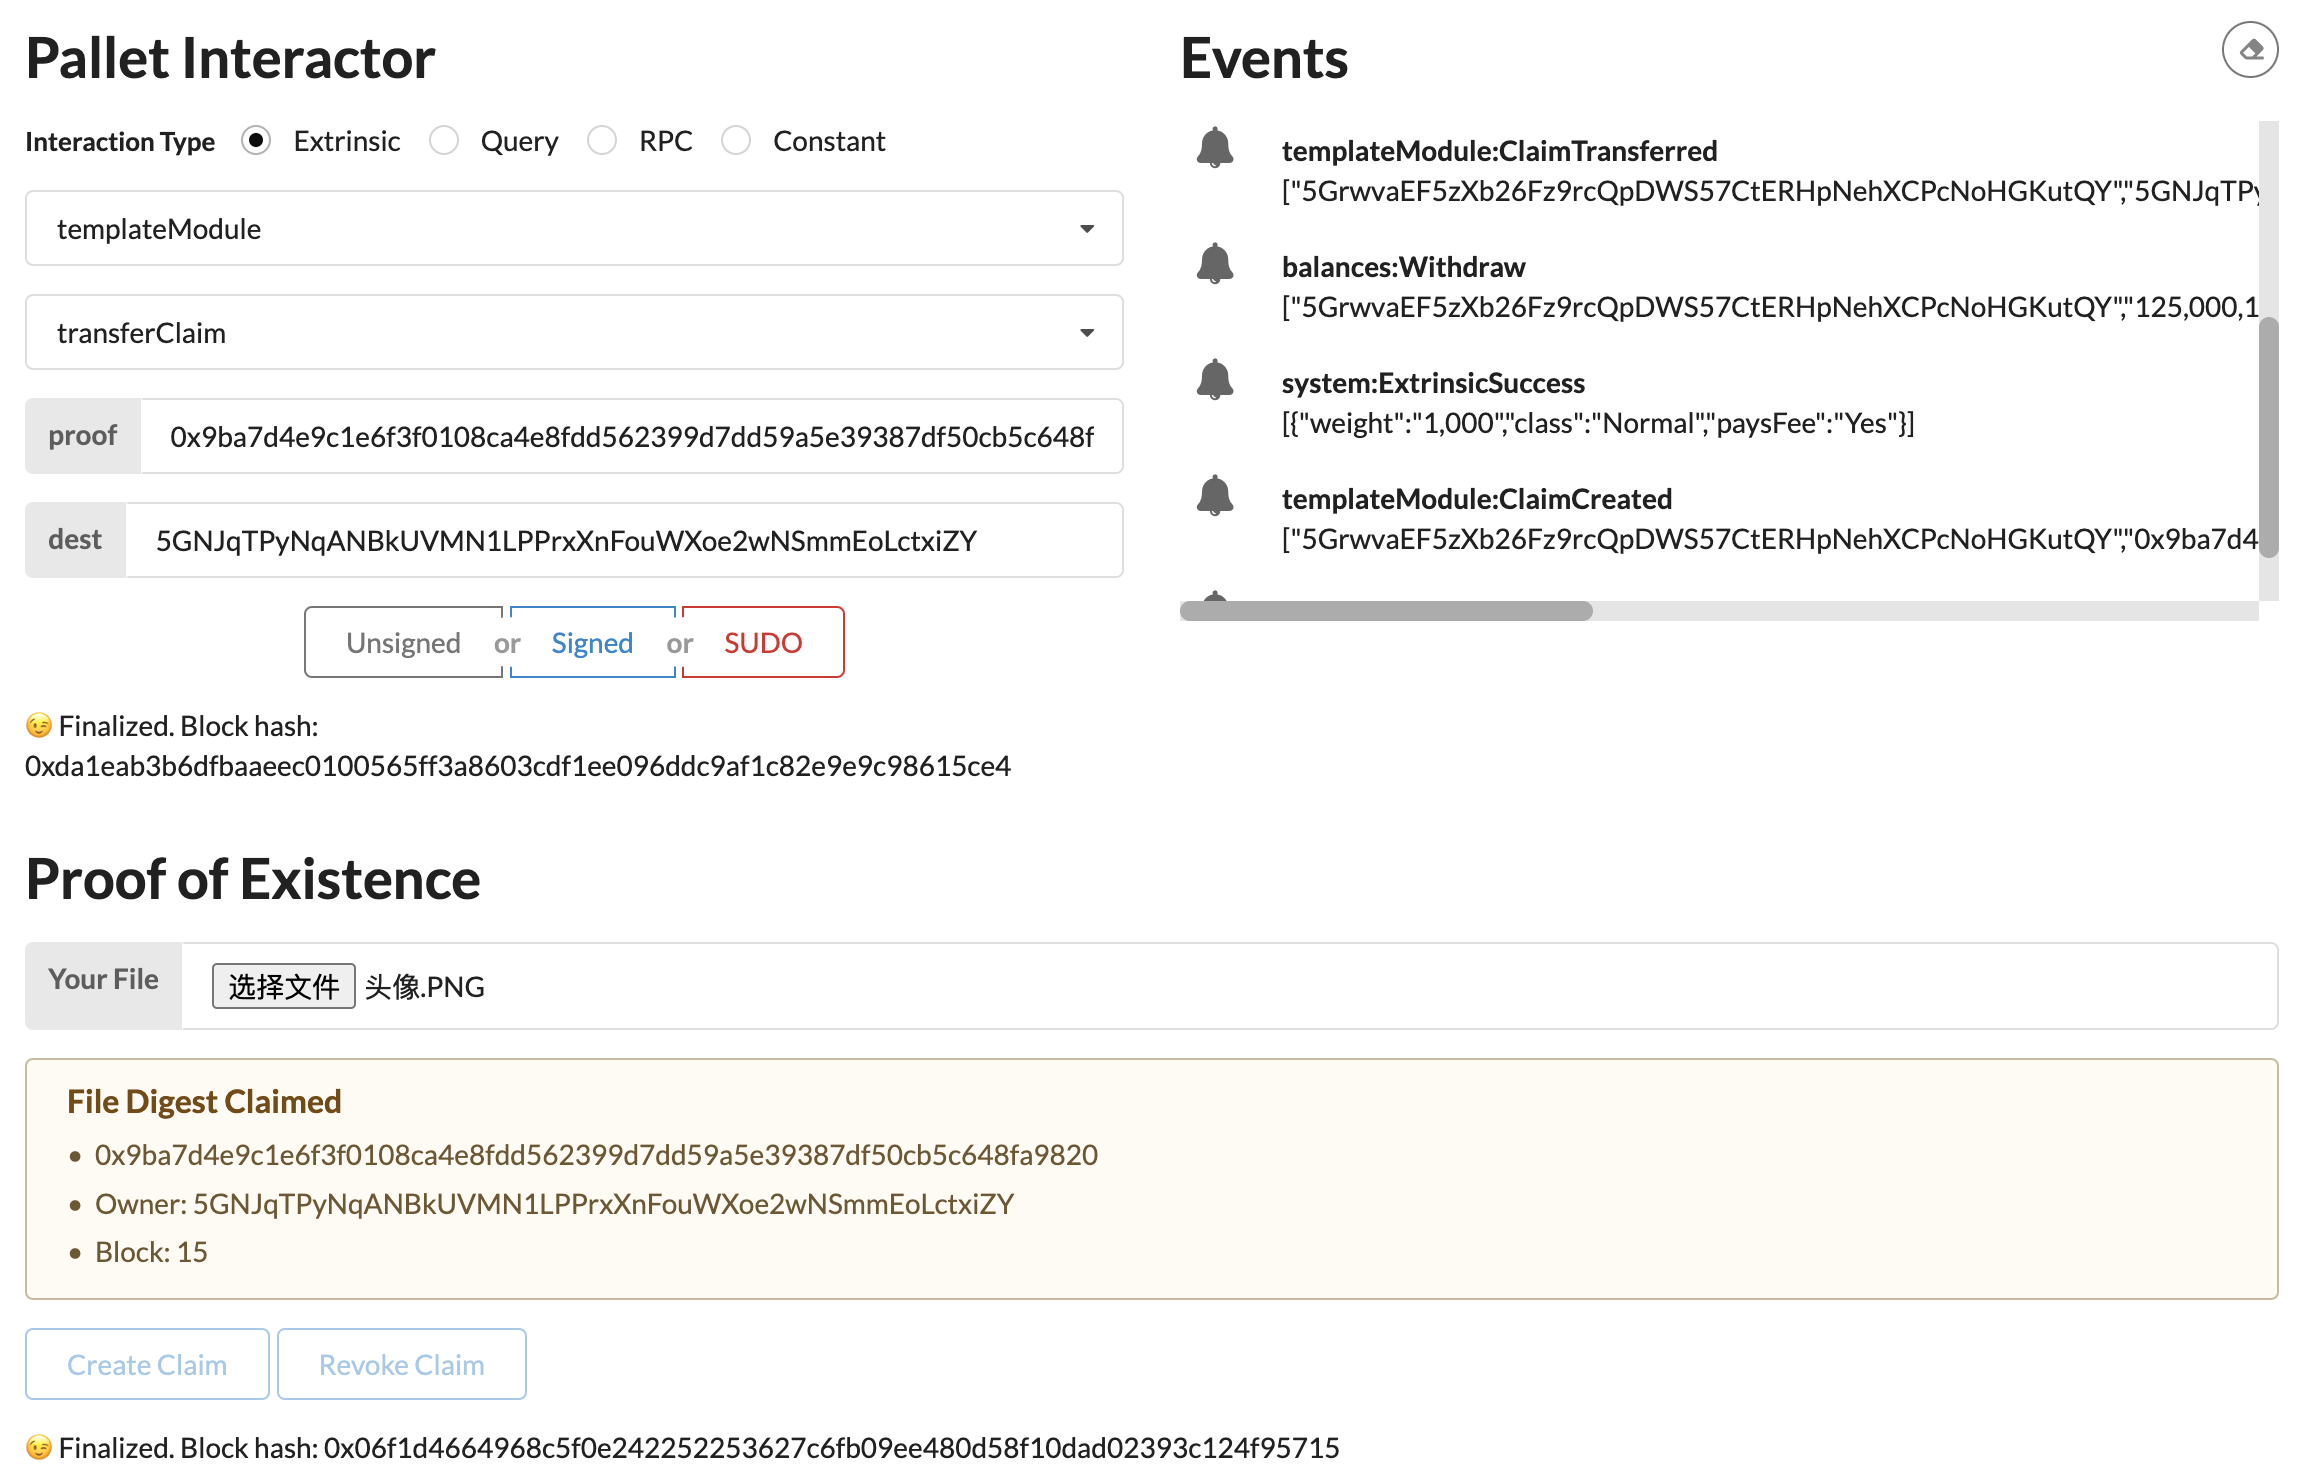 Pallet Interactor
Interaction Type Extrinsic Query RPC Constant
templateModule
transferClaim
proof 0x9ba7d4e9c1e6f3f0108ca4e8fdd562399d7dd59a5e39387df50cb5c648f
dest 5GNJqTPyNqANBkUVMN1LPPrxXnFouWXoe2wNSmmEoLctxiZY
Unsigned or Signed or SUDO
😉 Finalized. Block hash:
0xda1eab3b6dfbaaeec0100565ff3a8603cdf1ee096ddc9af1c82e9e9c98615ce4
Events
templateModule:ClaimTransferred
["5GrwvaEF5zXb26Fz9rcQpDWS57CtERHpNehXCPcNoHGKutQY","5GNJqTPy
balances:Withdraw
["5GrwvaEF5zXb26Fz9rcQpDWS57CtERHpNehXCPcNoHGKutQY","125,000,1
system:ExtrinsicSuccess
[{"weight":"1,000","class":"Normal","paysFee":"Yes"}]
templateModule:ClaimCreated
["5GrwvaEF5zXb26Fz9rcQpDWS57CtERHpNehXCPcNoHGKutQY","0x9ba7d4
Proof of Existence
Your File 选择文件 头像.PNG
File Digest Claimed
• 0x9ba7d4e9c1e6f3f0108ca4e8fdd562399d7dd59a5e39387df50cb5c648fa9820
• Owner: 5GNJqTPyNqANBkUVMN1LPPrxXnFouWXoe2wNSmmEoLctxiZY
• Block: 15
Create Claim Revoke Claim
😉 Finalized. Block hash: 0x06f1d4664968c5f0e242252253627c6fb09ee480d58f10dad02393c124f95715